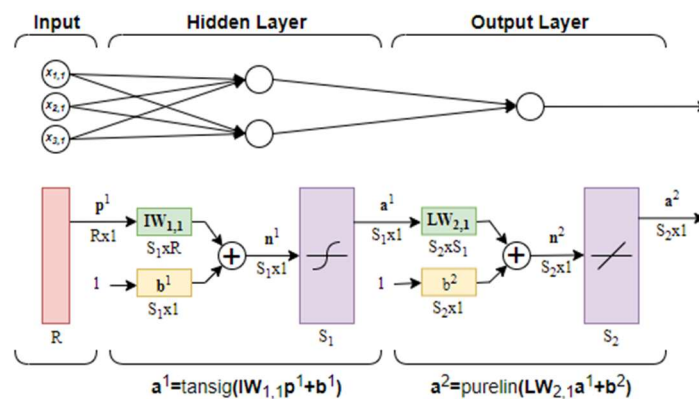 Input Hidden Layer Output Layer
x1,1
x2,1
x3,1
p¹ IW1,1 n¹ a¹ LW2,1 n² a²
Rx1 S1xR S1x1 S1x1 S2xS1 S2x1 S2x1
1 b¹ 1 b²
S1x1 S2x1
R S1 S2
a¹=tansig(IW1,1p¹+b¹) a²=purelin(LW2,1a¹+b²)